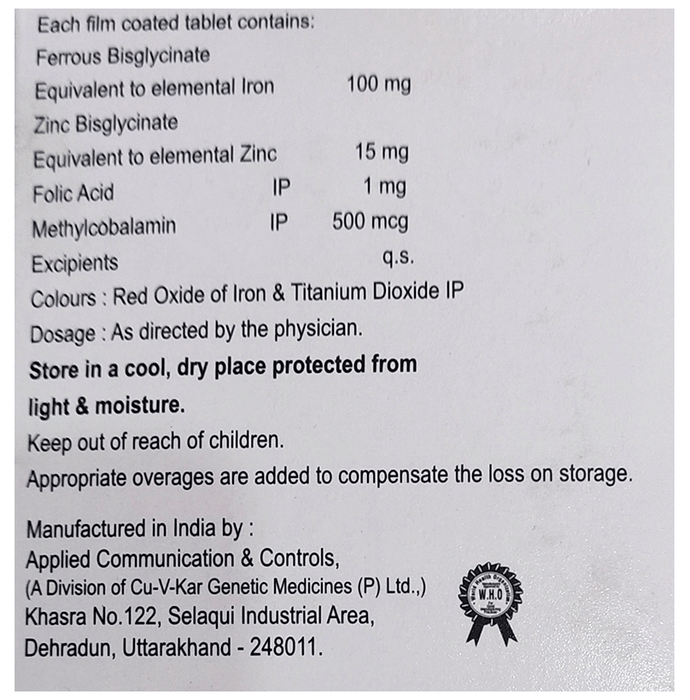 Each film coated tablet contains:
Ferrous Bisglycinate
Equivalent to elemental Iron 100 mg
Zinc Bisglycinate
Equivalent to elemental Zinc 15 mg
Folic Acid IP 1 mg
Methylcobalamin IP 500 mcg
Excipients q.s.
Colours : Red Oxide of Iron & Titanium Dioxide IP
Dosage : As directed by the physician.
Store in a cool, dry place protected from
light & moisture.
Keep out of reach of children.
Appropriate overages are added to compensate the loss on storage.
Manufactured in India by :
Applied Communication & Controls,
(A Division of Cu-V-Kar Genetic Medicines (P) Ltd.,)
Khasra No.122, Selaqui Industrial Area,
Dehradun, Uttarakhand - 248011.
World Health Organization
W.H.O